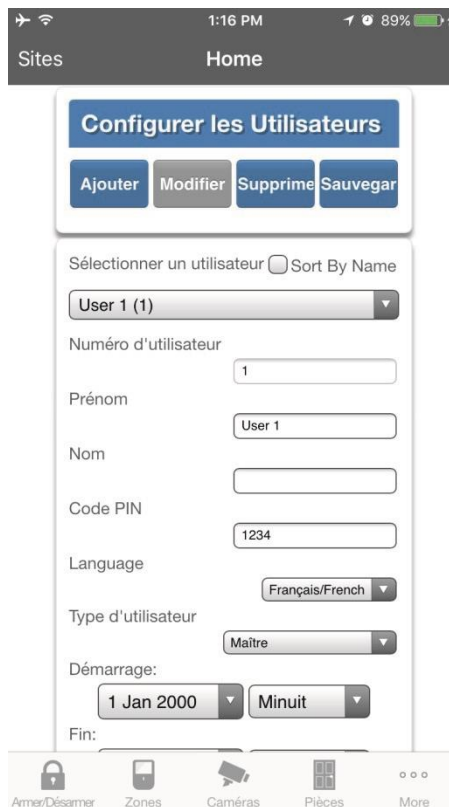 1:16 PM 89%
Sites Home
Configurer les Utilisateurs
Ajouter Modifier Supprime Sauvegar
Sélectionner un utilisateur Sort By Name
User 1 (1)
Numéro d'utilisateur
1
Prénom
User 1
Nom
Code PIN
1234
Language
Français/French
Type d'utilisateur
Maître
Démarrage:
1 Jan 2000 Minuit
Fin:
Armer/Désarmer Zones Caméras Pièces More